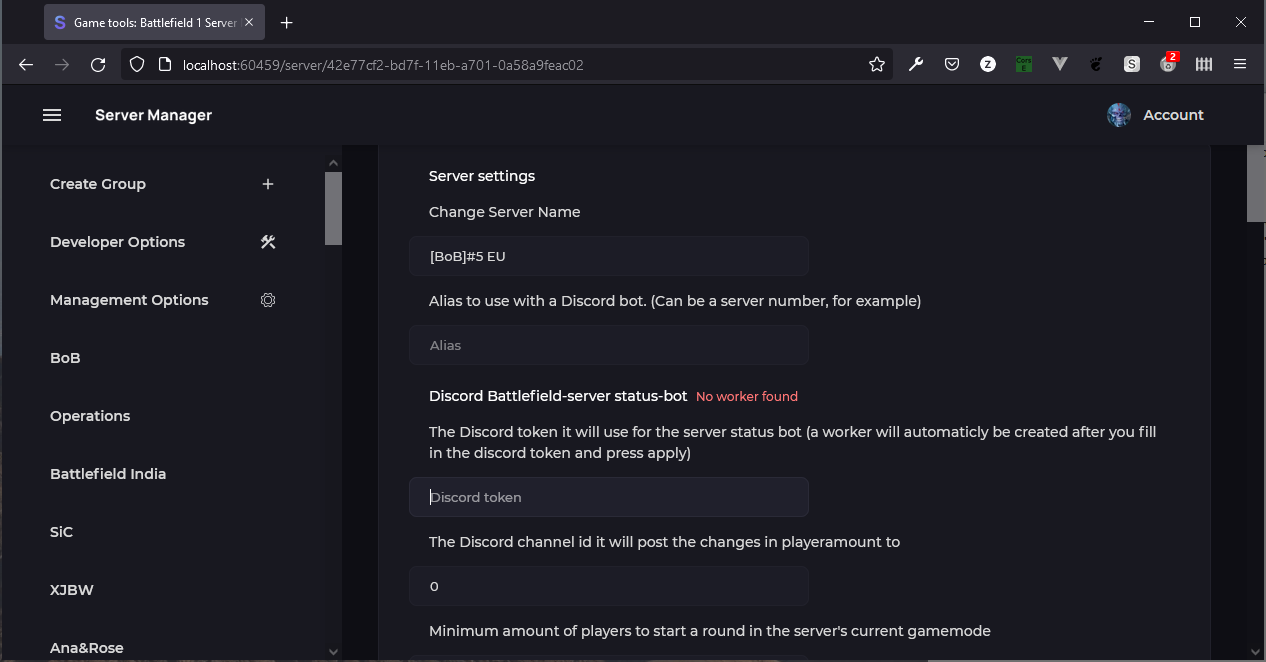 Game tools: Battlefield 1 Server
localhost:60459/server/42e77cf2-bd7f-11eb-a701-0a58a9feac02
Z
S
2
Server Manager
Account
Create Group
Developer Options
Management Options
BoB
Operations
Battlefield India
SiC
XJBW
Ana&Rose
Server settings
Change Server Name
[BoB]#5 EU
Alias to use with a Discord bot. (Can be a server number, for example)
Alias
Discord Battlefield-server status-bot No worker found
The Discord token it will use for the server status bot (a worker will automaticly be created after you fill
in the discord token and press apply)
Discord token
The Discord channel id it will post the changes in playeramount to
0
Minimum amount of players to start a round in the server's current gamemode